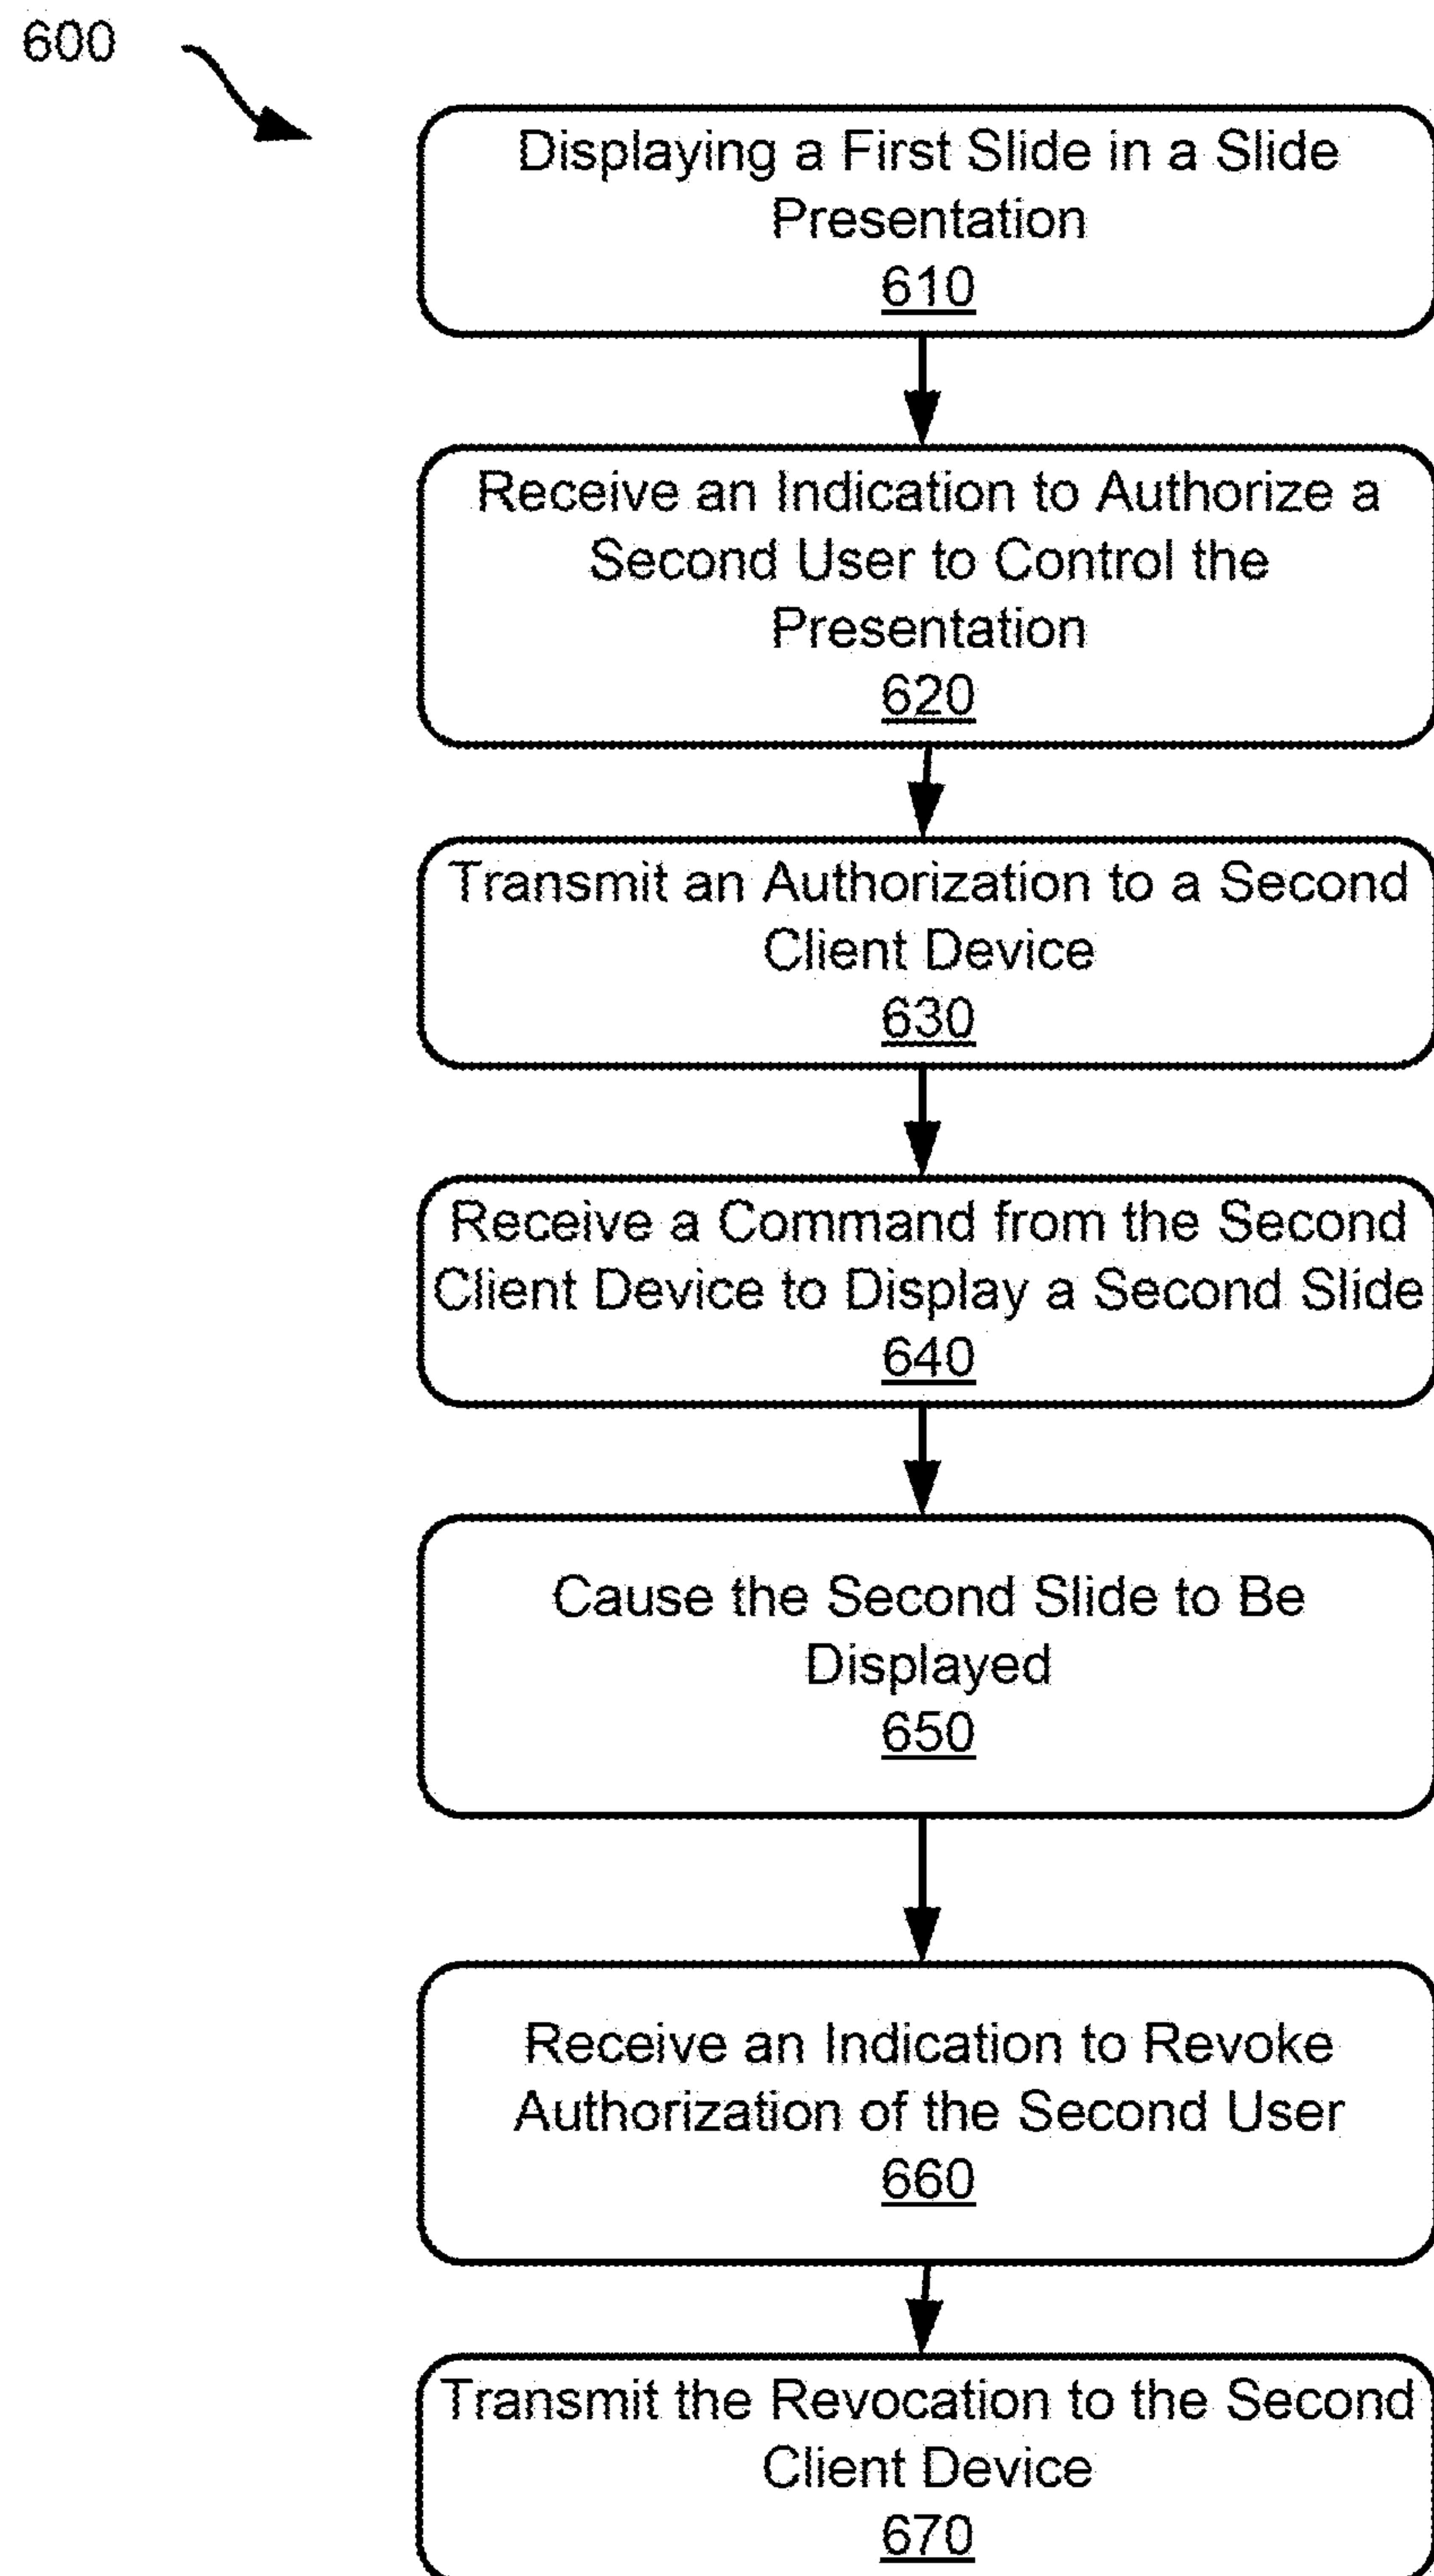 600
Displaying a First Slide in a Slide
Presentation
610
Receive an Indication to Authorize a
Second User to Control the
Presentation
620
Transmit an Authorization to a Second
Client Device
630
Receive a Command from the Second
Client Device to Display a Second Slide
640
Cause the Second Slide to Be
Displayed
650
Receive an Indication to Revoke
Authorization of the Second User
660
Transmit the Revocation to the Second
Client Device
670